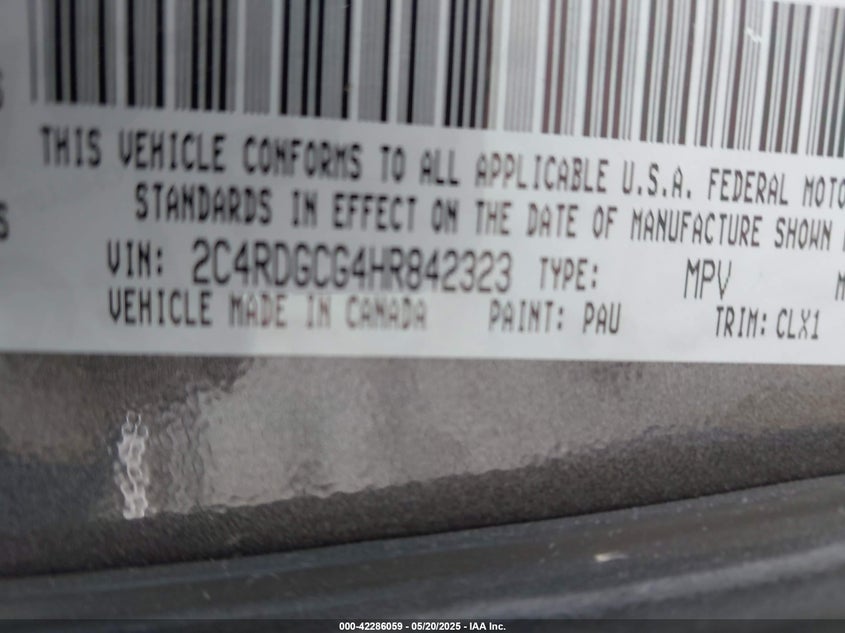 THIS VEHICLE CONFORMS TO ALL APPLICABLE U.S.A. FEDERAL MOTO
STANDARDS IN EFFECT ON THE DATE OF MANUFACTURE SHOWN
VIN: 2C4RDGCG4HR842323 TYPE: MPV M
VEHICLE MADE IN CANADA PAINT: PAU TRIM: CLX1
000-42286059 - 05/20/2025 - IAA Inc.